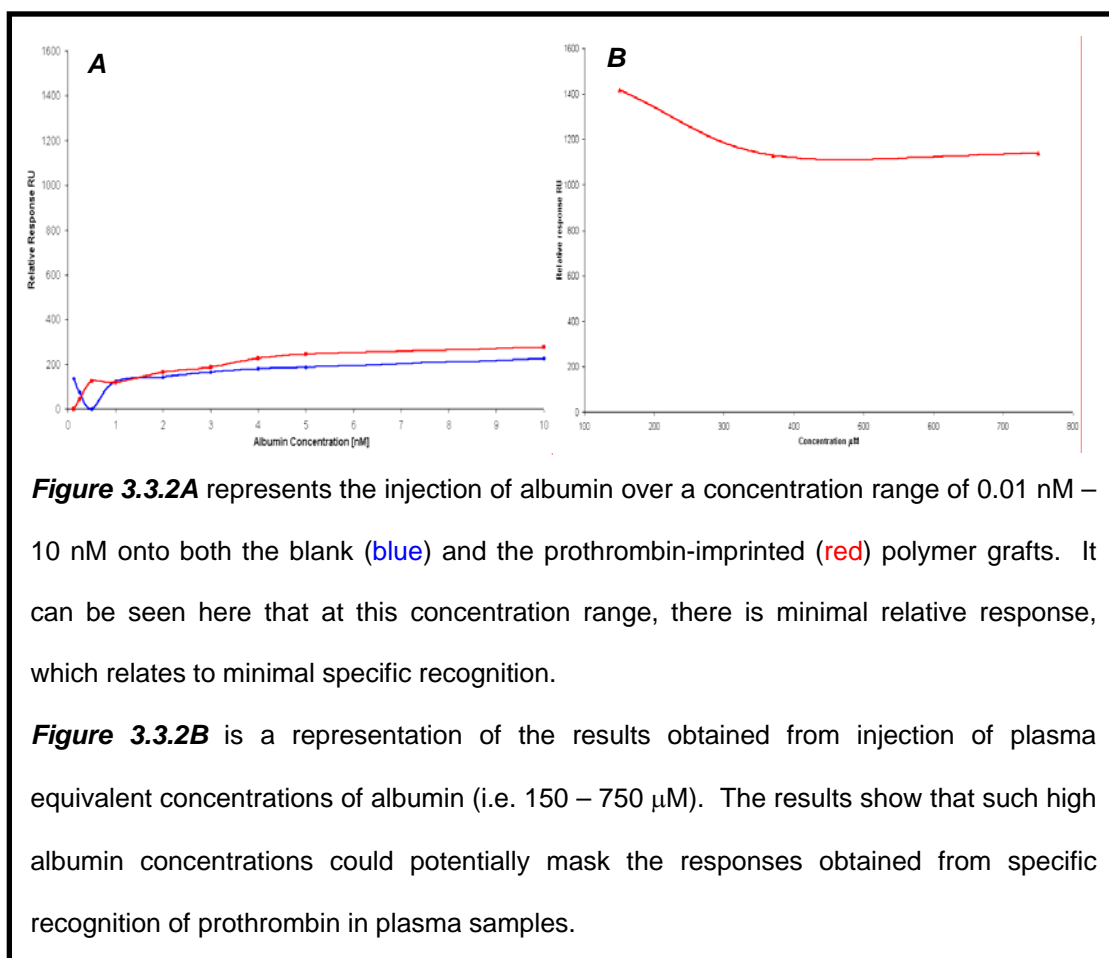 A
1600
1400
1200
1000
800
600
400
200
0
Relative Response RU
0 1 2 3 4 5 6 7 8 9 10
Albumin Concentration [nM]
B
1600
1400
1200
1000
800
600
400
200
0
Relative response RU
100 200 300 400 500 600 700 800
Concentration μM
Figure 3.3.2A represents the injection of albumin over a concentration range of 0.01 nM –
10 nM onto both the blank (blue) and the prothrombin-imprinted (red) polymer grafts. It
can be seen here that at this concentration range, there is minimal relative response,
which relates to minimal specific recognition.
Figure 3.3.2B is a representation of the results obtained from injection of plasma
equivalent concentrations of albumin (i.e. 150 – 750 μM). The results show that such high
albumin concentrations could potentially mask the responses obtained from specific
recognition of prothrombin in plasma samples.